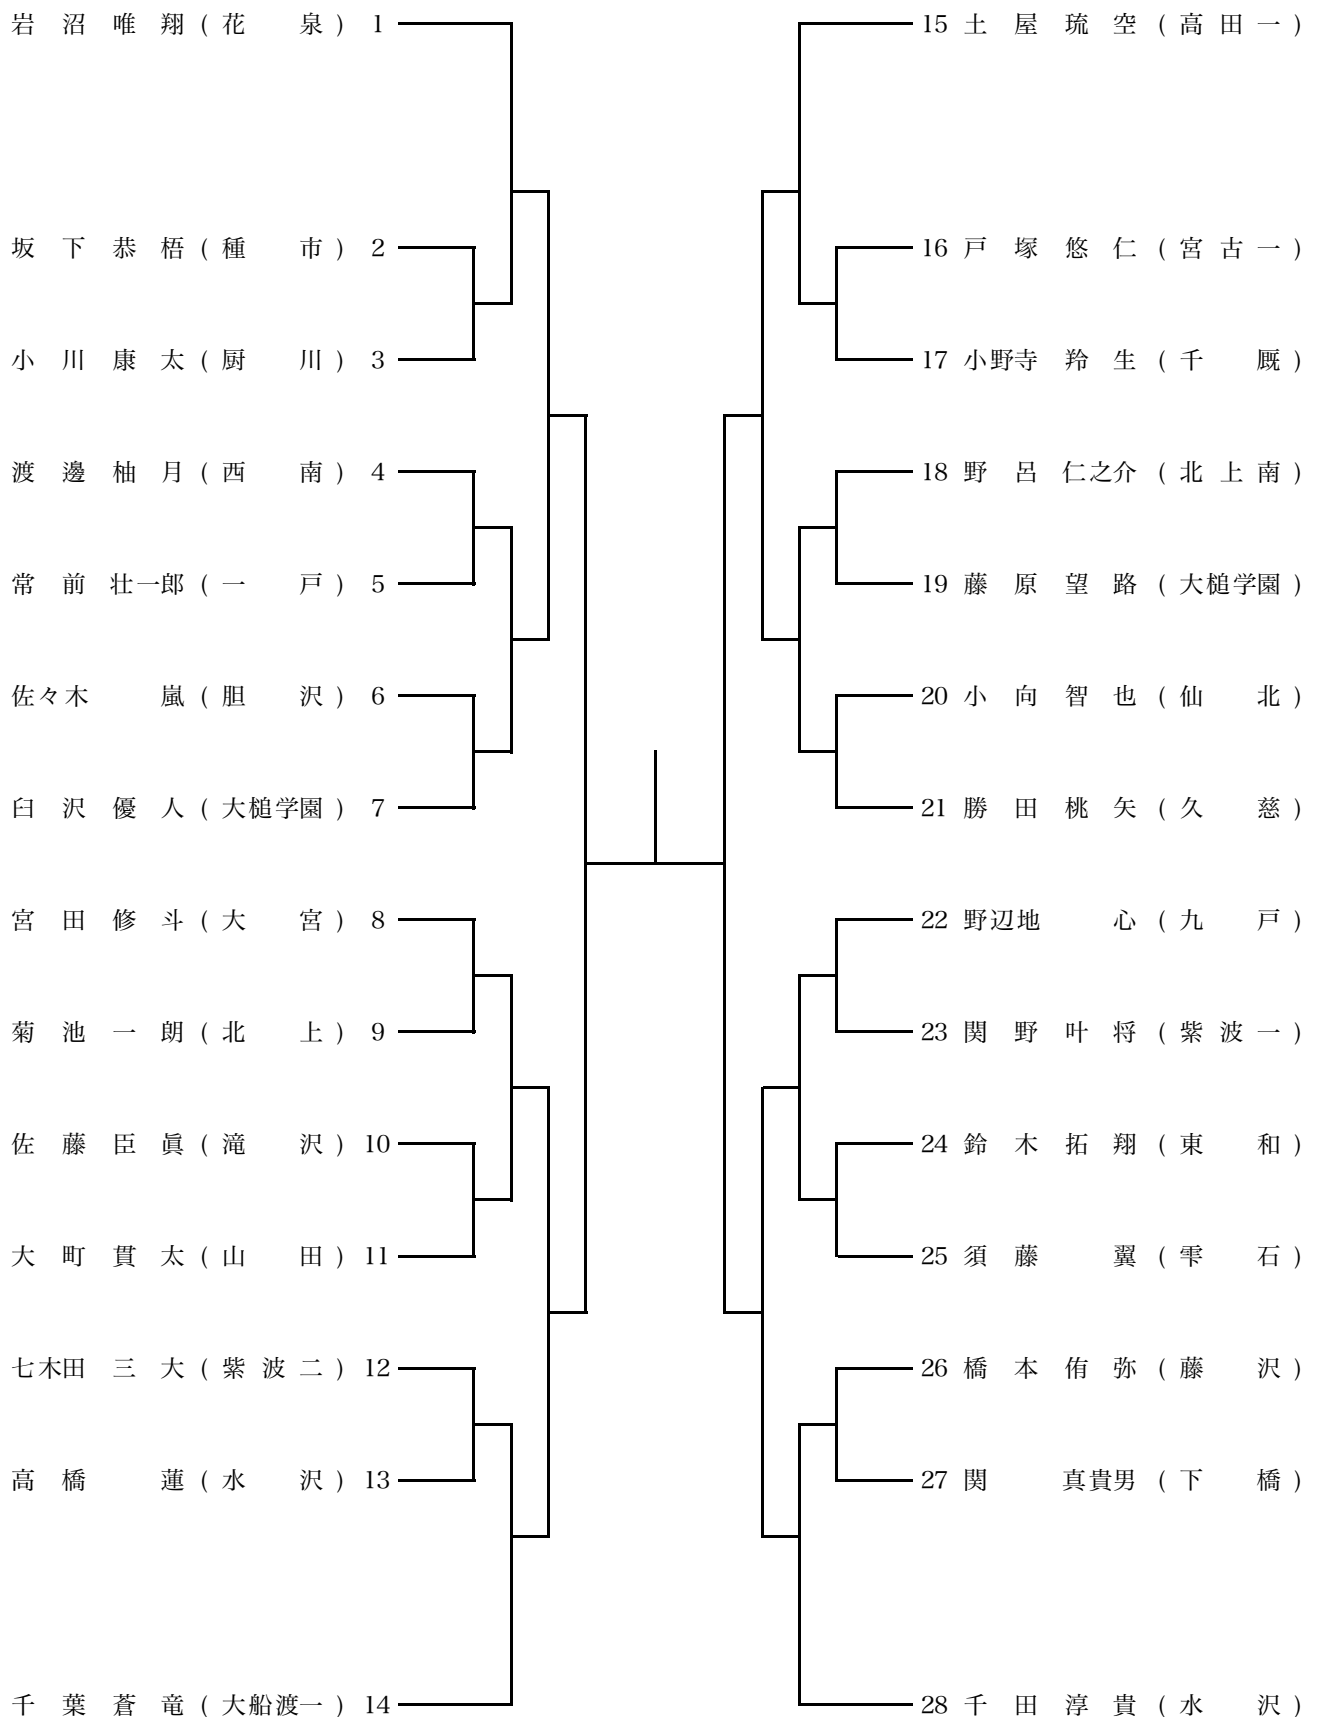 岩沼唯翔(花泉) 1
坂下恭梧(種市) 2
小川康太(厨川) 3
渡邊柚月(西南) 4
常前壮一郎(一戸) 5
佐々木嵐(胆沢) 6
臼沢優人(大槌学園) 7
宮田修斗(大宮) 8
菊池一朗(北上) 9
佐藤臣眞(滝沢) 10
大町貫太(山田) 11
七木田三大(紫波二) 12
高橋蓮(水沢) 13
千葉蒼竜(大船渡一) 14
15 土屋琉空(高田一)
16 戸塚悠仁(宮古一)
17 小野寺羚生(千厩)
18 野呂仁之介(北上南)
19 藤原望路(大槌学園)
20 小向智也(仙北)
21 勝田桃矢(久慈)
22 野辺地心(九戸)
23 関野叶将(紫波一)
24 鈴木拓翔(東和)
25 須藤翼(雫石)
26 橋本侑弥(藤沢)
27 関真貴男(下橋)
28 千田淳貴(水沢)